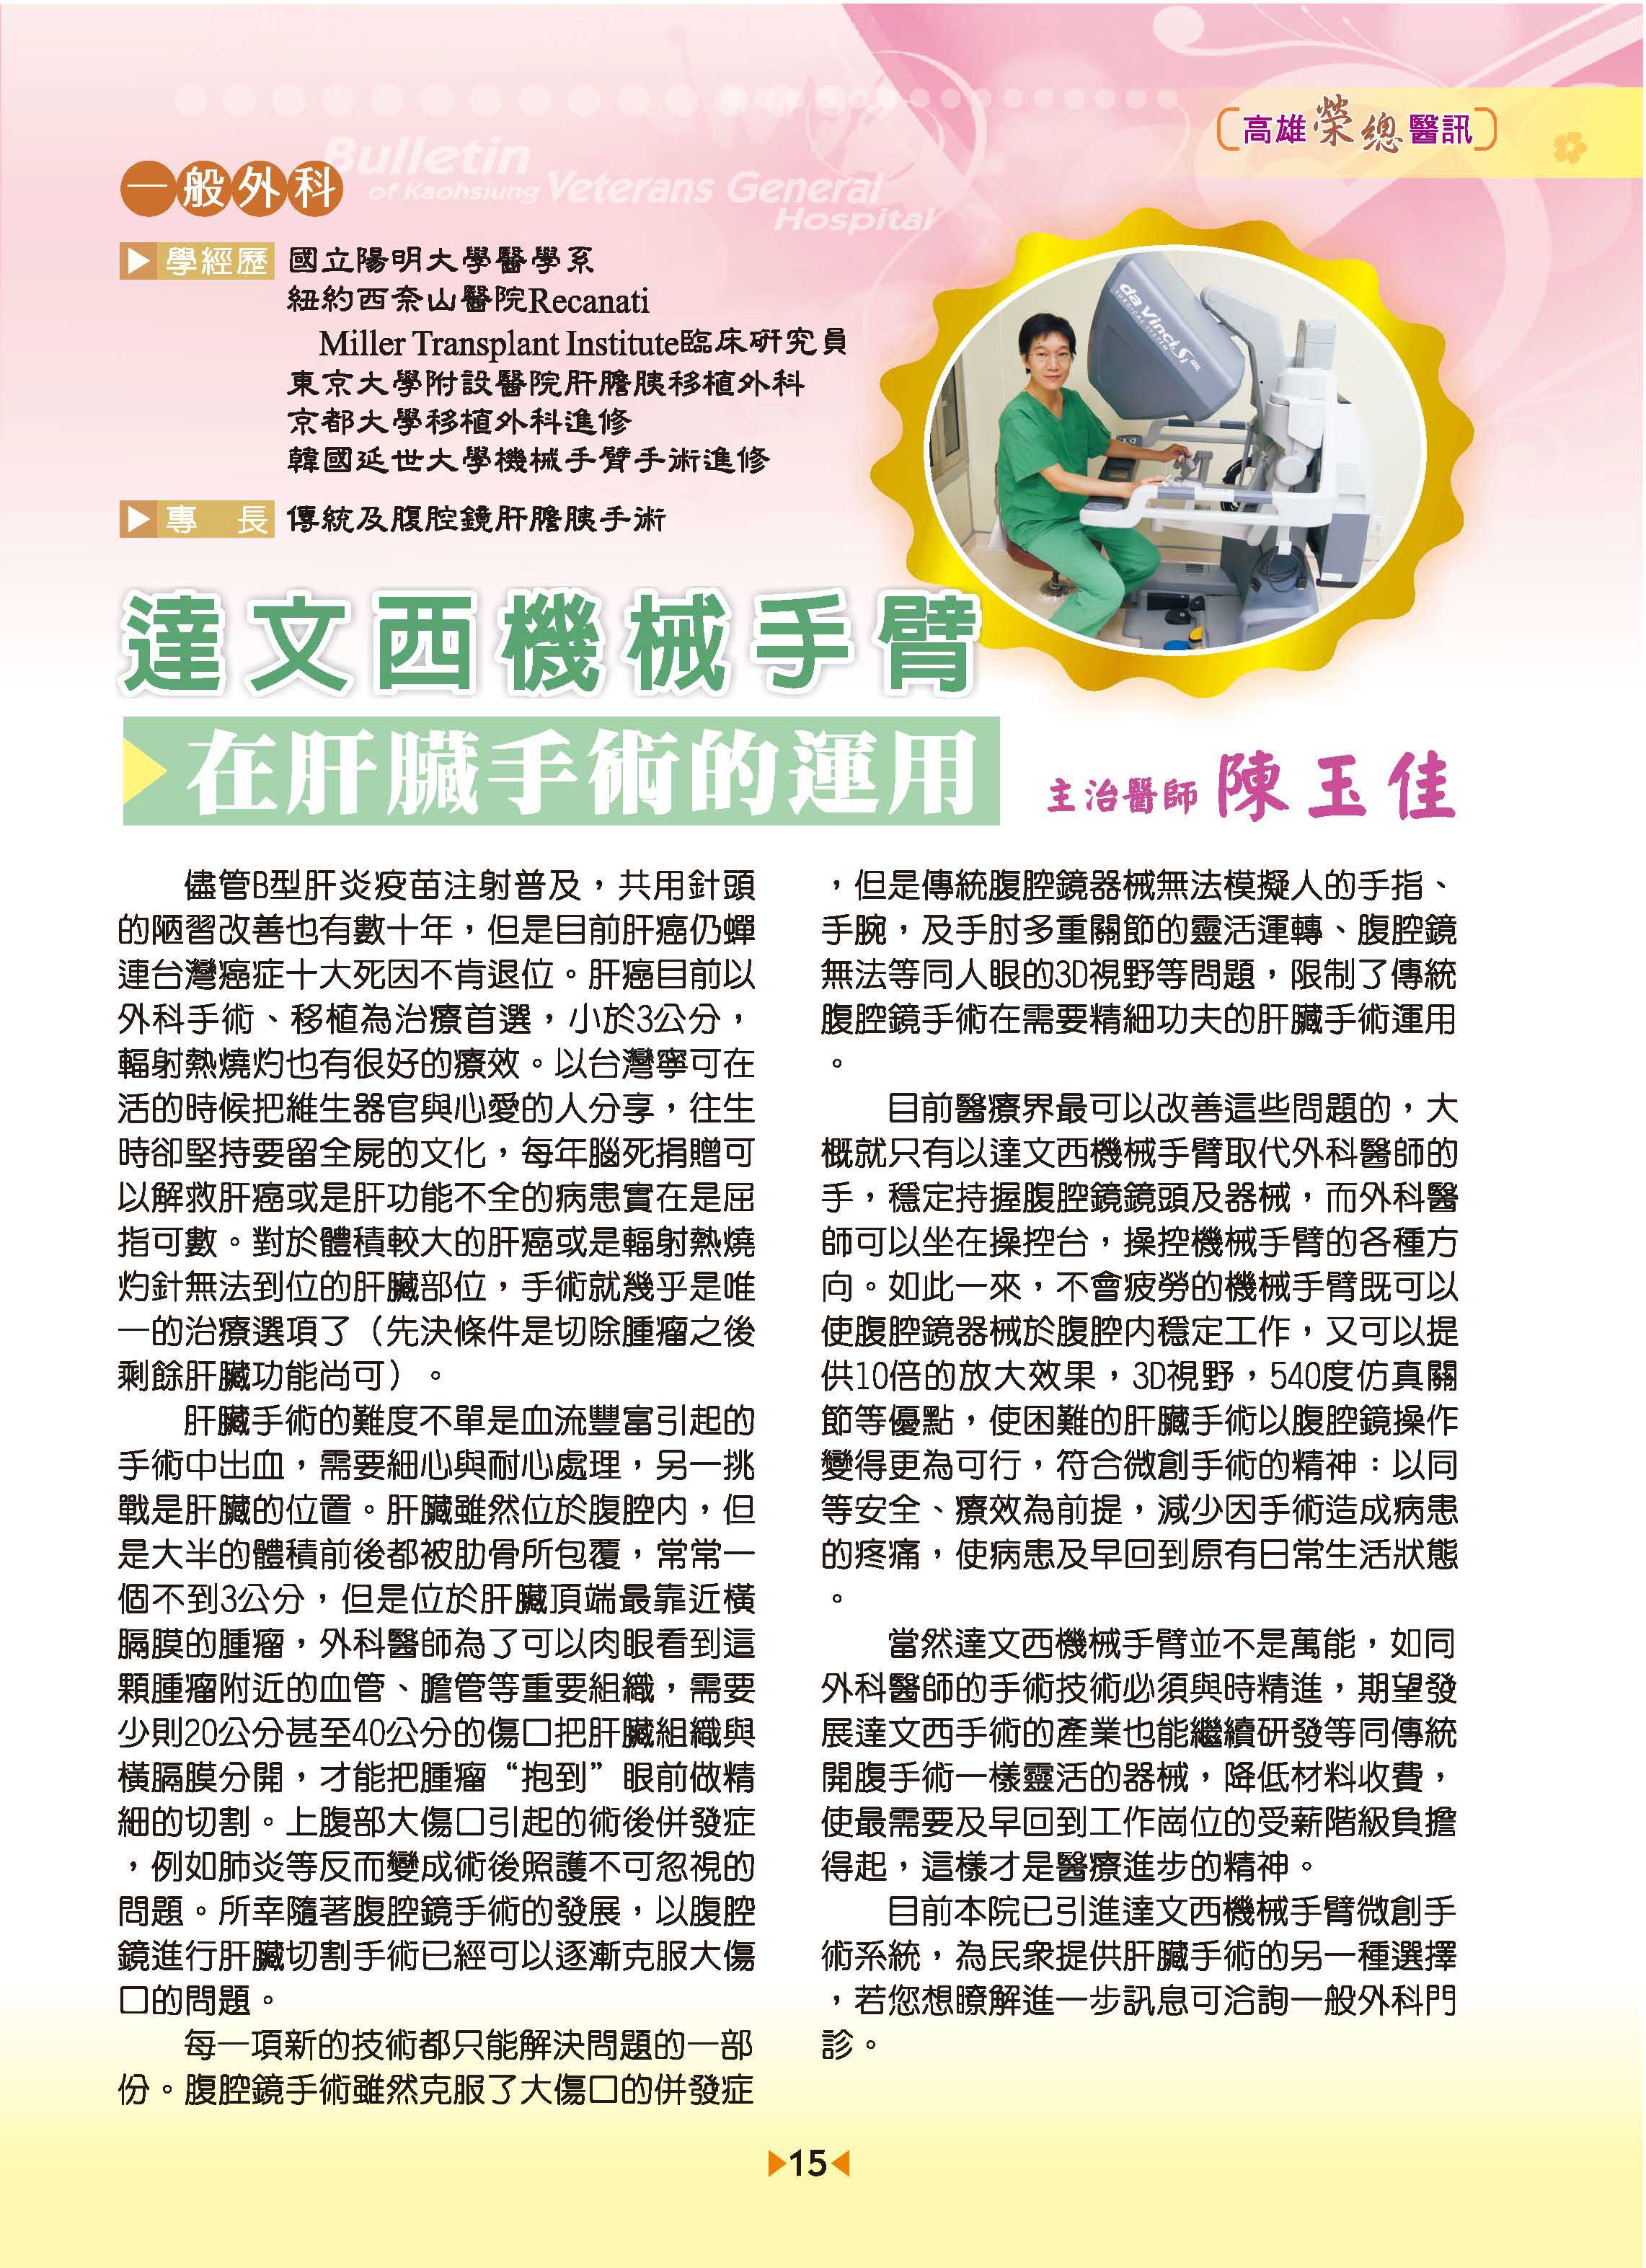 高雄榮總醫訊
Bulletin
of Kaohsiung Veterans General
Hospital
一般外科
學經歷 國立陽明大學醫學系
紐約西奈山醫院Recanati
Miller Transplant Institute臨床研究員
東京大學附設醫院肝膽胰移植外科
京都大學移植外科進修
韓國延世大學機械手臂手術進修
專 長 傳統及腹腔鏡肝膽胰手術
da Vinci S
SURGICAL SYSTEM
達文西機械手臂
在肝臟手術的運用
主治醫師 陳玉佳
儘管B型肝炎疫苗注射普及，共用針頭
的陋習改善也有數十年，但是目前肝癌仍蟬
連台灣癌症十大死因不肯退位。肝癌目前以
外科手術、移植為治療首選，小於3公分，
輻射熱燒灼也有很好的療效。以台灣寧可在
活的時候把維生器官與心愛的人分享，往生
時卻堅持要留全屍的文化，每年腦死捐贈可
以解救肝癌或是肝功能不全的病患實在是屈
指可數。對於體積較大的肝癌或是輻射熱燒
灼針無法到位的肝臟部位，手術就幾乎是唯
一的治療選項了（先決條件是切除腫瘤之後
剩餘肝臟功能尚可）。
肝臟手術的難度不單是血流豐富引起的
手術中出血，需要細心與耐心處理，另一挑
戰是肝臟的位置。肝臟雖然位於腹腔內，但
是大半的體積前後都被肋骨所包覆，常常一
個不到3公分，但是位於肝臟頂端最靠近橫
膈膜的腫瘤，外科醫師為了可以肉眼看到這
顆腫瘤附近的血管、膽管等重要組織，需要
少則20公分甚至40公分的傷口把肝臟組織與
橫膈膜分開，才能把腫瘤“抱到”眼前做精
細的切割。上腹部大傷口引起的術後併發症
，例如肺炎等反而變成術後照護不可忽視的
問題。所幸隨著腹腔鏡手術的發展，以腹腔
鏡進行肝臟切割手術已經可以逐漸克服大傷
口的問題。
每一項新的技術都只能解決問題的一部
份。腹腔鏡手術雖然克服了大傷口的併發症
，但是傳統腹腔鏡器械無法模擬人的手指、
手腕，及手肘多重關節的靈活運轉、腹腔鏡
無法等同人眼的3D視野等問題，限制了傳統
腹腔鏡手術在需要精細功夫的肝臟手術運用
。
目前醫療界最可以改善這些問題的，大
概就只有以達文西機械手臂取代外科醫師的
手，穩定持握腹腔鏡鏡頭及器械，而外科醫
師可以坐在操控台，操控機械手臂的各種方
向。如此一來，不會疲勞的機械手臂既可以
使腹腔鏡器械於腹腔內穩定工作，又可以提
供10倍的放大效果，3D視野，540度仿真關
節等優點，使困難的肝臟手術以腹腔鏡操作
變得更為可行，符合微創手術的精神：以同
等安全、療效為前提，減少因手術造成病患
的疼痛，使病患及早回到原有日常生活狀態
。
當然達文西機械手臂並不是萬能，如同
外科醫師的手術技術必須與時精進，期望發
展達文西手術的產業也能繼續研發等同傳統
開腹手術一樣靈活的器械，降低材料收費，
使最需要及早回到工作崗位的受薪階級負擔
得起，這樣才是醫療進步的精神。
目前本院已引進達文西機械手臂微創手
術系統，為民眾提供肝臟手術的另一種選擇
，若您想瞭解進一步訊息可洽詢一般外科門
診。
15